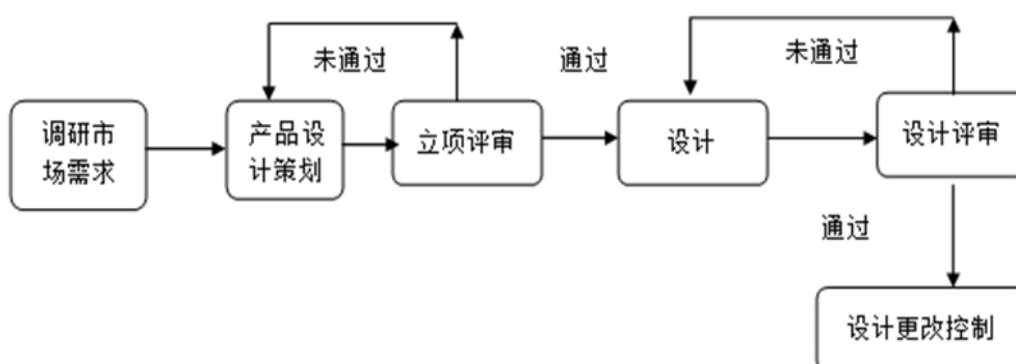 未通过
通过
未通过
调研市
场需求
产品设
计策划
立项评审
设计
设计评审
通过
设计更改控制